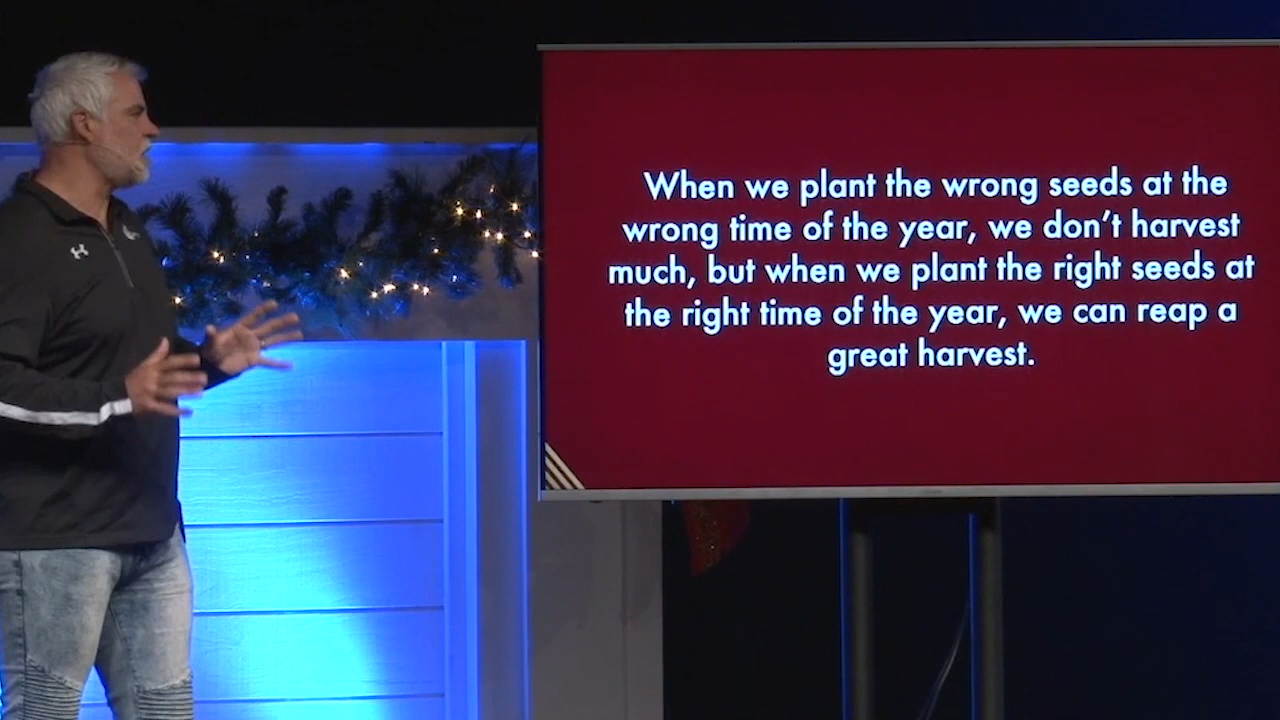 When we plant the wrong seeds at the
wrong time of the year, we don’t harvest
much, but when we plant the right seeds at
the right time of the year, we can reap a
great harvest.